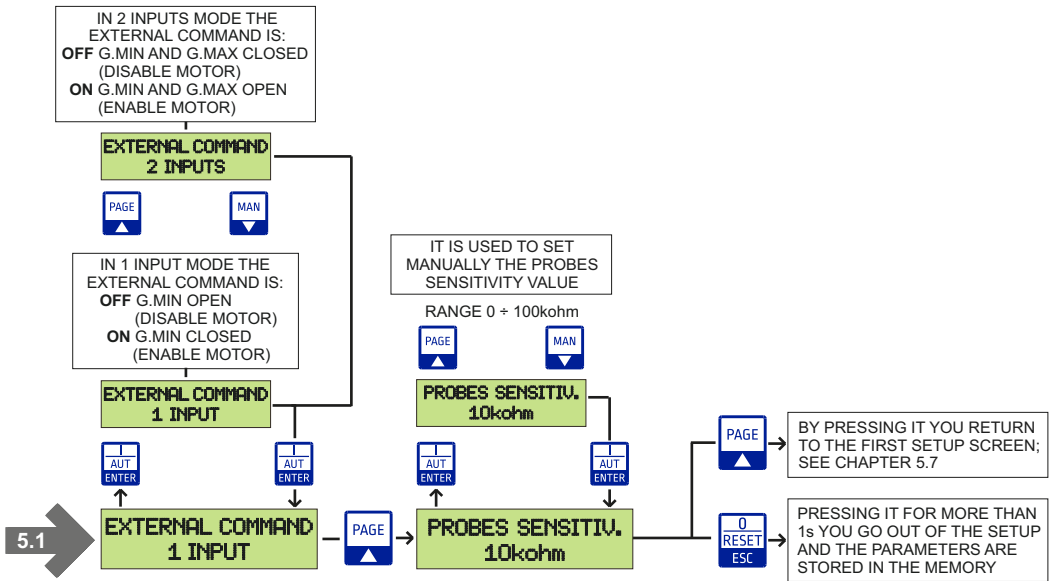 IN 2 INPUTS MODE THE
EXTERNAL COMMAND IS:
OFF G.MIN AND G.MAX CLOSED
(DISABLE MOTOR)
ON G.MIN AND G.MAX OPEN
(ENABLE MOTOR)
EXTERNAL COMMAND
2 INPUTS
PAGE
MAN
IN 1 INPUT MODE THE
EXTERNAL COMMAND IS:
OFF G.MIN OPEN
(DISABLE MOTOR)
ON G.MIN CLOSED
(ENABLE MOTOR)
EXTERNAL COMMAND
1 INPUT
I
AUT
ENTER
I
AUT
ENTER
5.1
EXTERNAL COMMAND
1 INPUT
PAGE
IT IS USED TO SET
MANUALLY THE PROBES
SENSITIVITY VALUE
RANGE 0 ÷ 100kohm
PAGE
MAN
PROBES SENSITIV.
10kohm
I
AUT
ENTER
I
AUT
ENTER
PROBES SENSITIV.
10kohm
PAGE
BY PRESSING IT YOU RETURN
TO THE FIRST SETUP SCREEN;
SEE CHAPTER 5.7
0
RESET
ESC
PRESSING IT FOR MORE THAN
1s YOU GO OUT OF THE SETUP
AND THE PARAMETERS ARE
STORED IN THE MEMORY